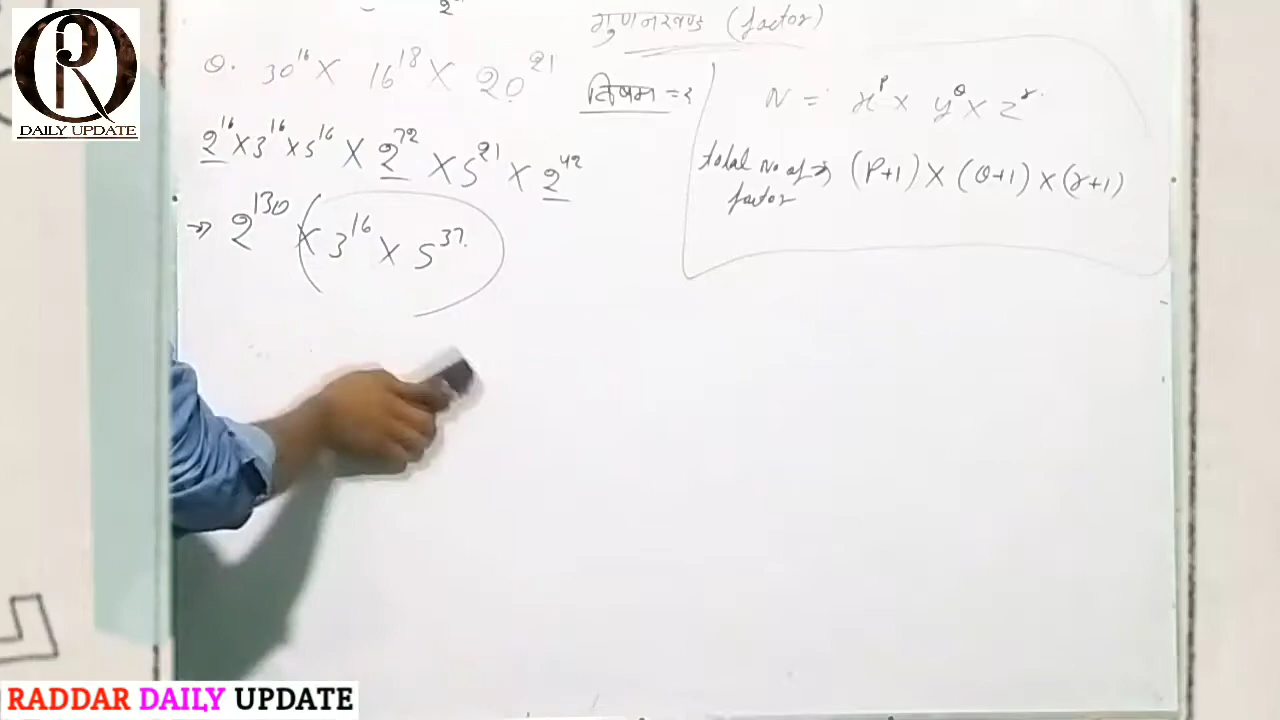 गुणनखण्ड (factor)
Q. 30^16 X 16^18 X 20^21
विषम =
2^16 X 3^16 X 5^16 X 2^72 X 5^21 X 2^42
⇒ 2^130 X 3^16 X 5^37
N = x^p X y^Q X z^r
total No of ⇒ (P+1) X (Q+1) X (r+1)
factor
R
DAILY UPDATE
RADDAR DAILY UPDATE